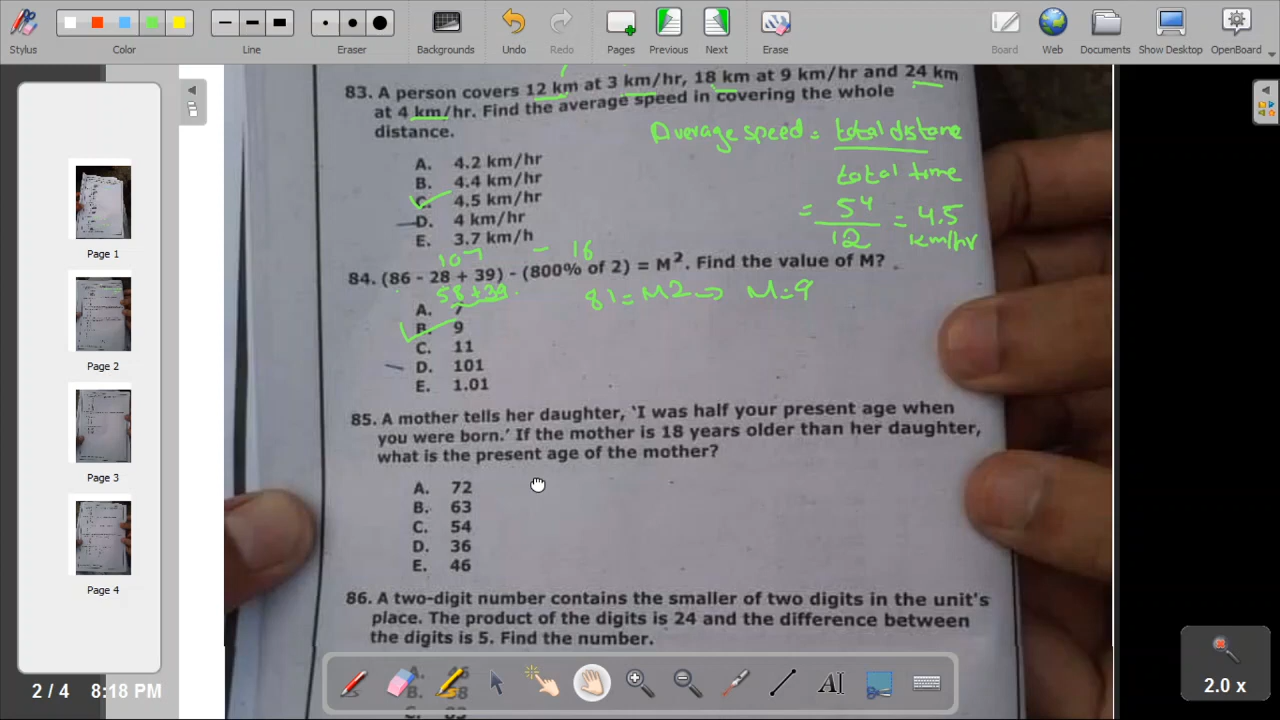 Stylus
Color
Line
Eraser
Backgrounds
Undo
Redo
Pages
Previous
Next
Erase
Board
Web
Documents
Show Desktop
OpenBoard
Page 1
Page 2
Page 3
Page 4
2 / 4 8:18 PM
2.0 x
83. A person covers 12 km at 3 km/hr, 18 km at 9 km/hr and 24 km
at 4 km/hr. Find the average speed in covering the whole
distance.
Average speed = total distane
total time
= 54
12
= 4.5
km/hr
A. 4.2 km/hr
B. 4.4 km/hr
C. 4.5 km/hr
D. 4 km/hr
E. 3.7 km/h
107 - 16
84. (86 - 28 + 39) - (800% of 2) = M². Find the value of M?
58+39
81 = M2 => M=9
A. 7
B. 9
C. 11
D. 101
E. 1.01
85. A mother tells her daughter, 'I was half your present age when
you were born.' If the mother is 18 years older than her daughter,
what is the present age of the mother?
A. 72
B. 63
C. 54
D. 36
E. 46
86. A two-digit number contains the smaller of two digits in the unit's
place. The product of the digits is 24 and the difference between
the digits is 5. Find the number.